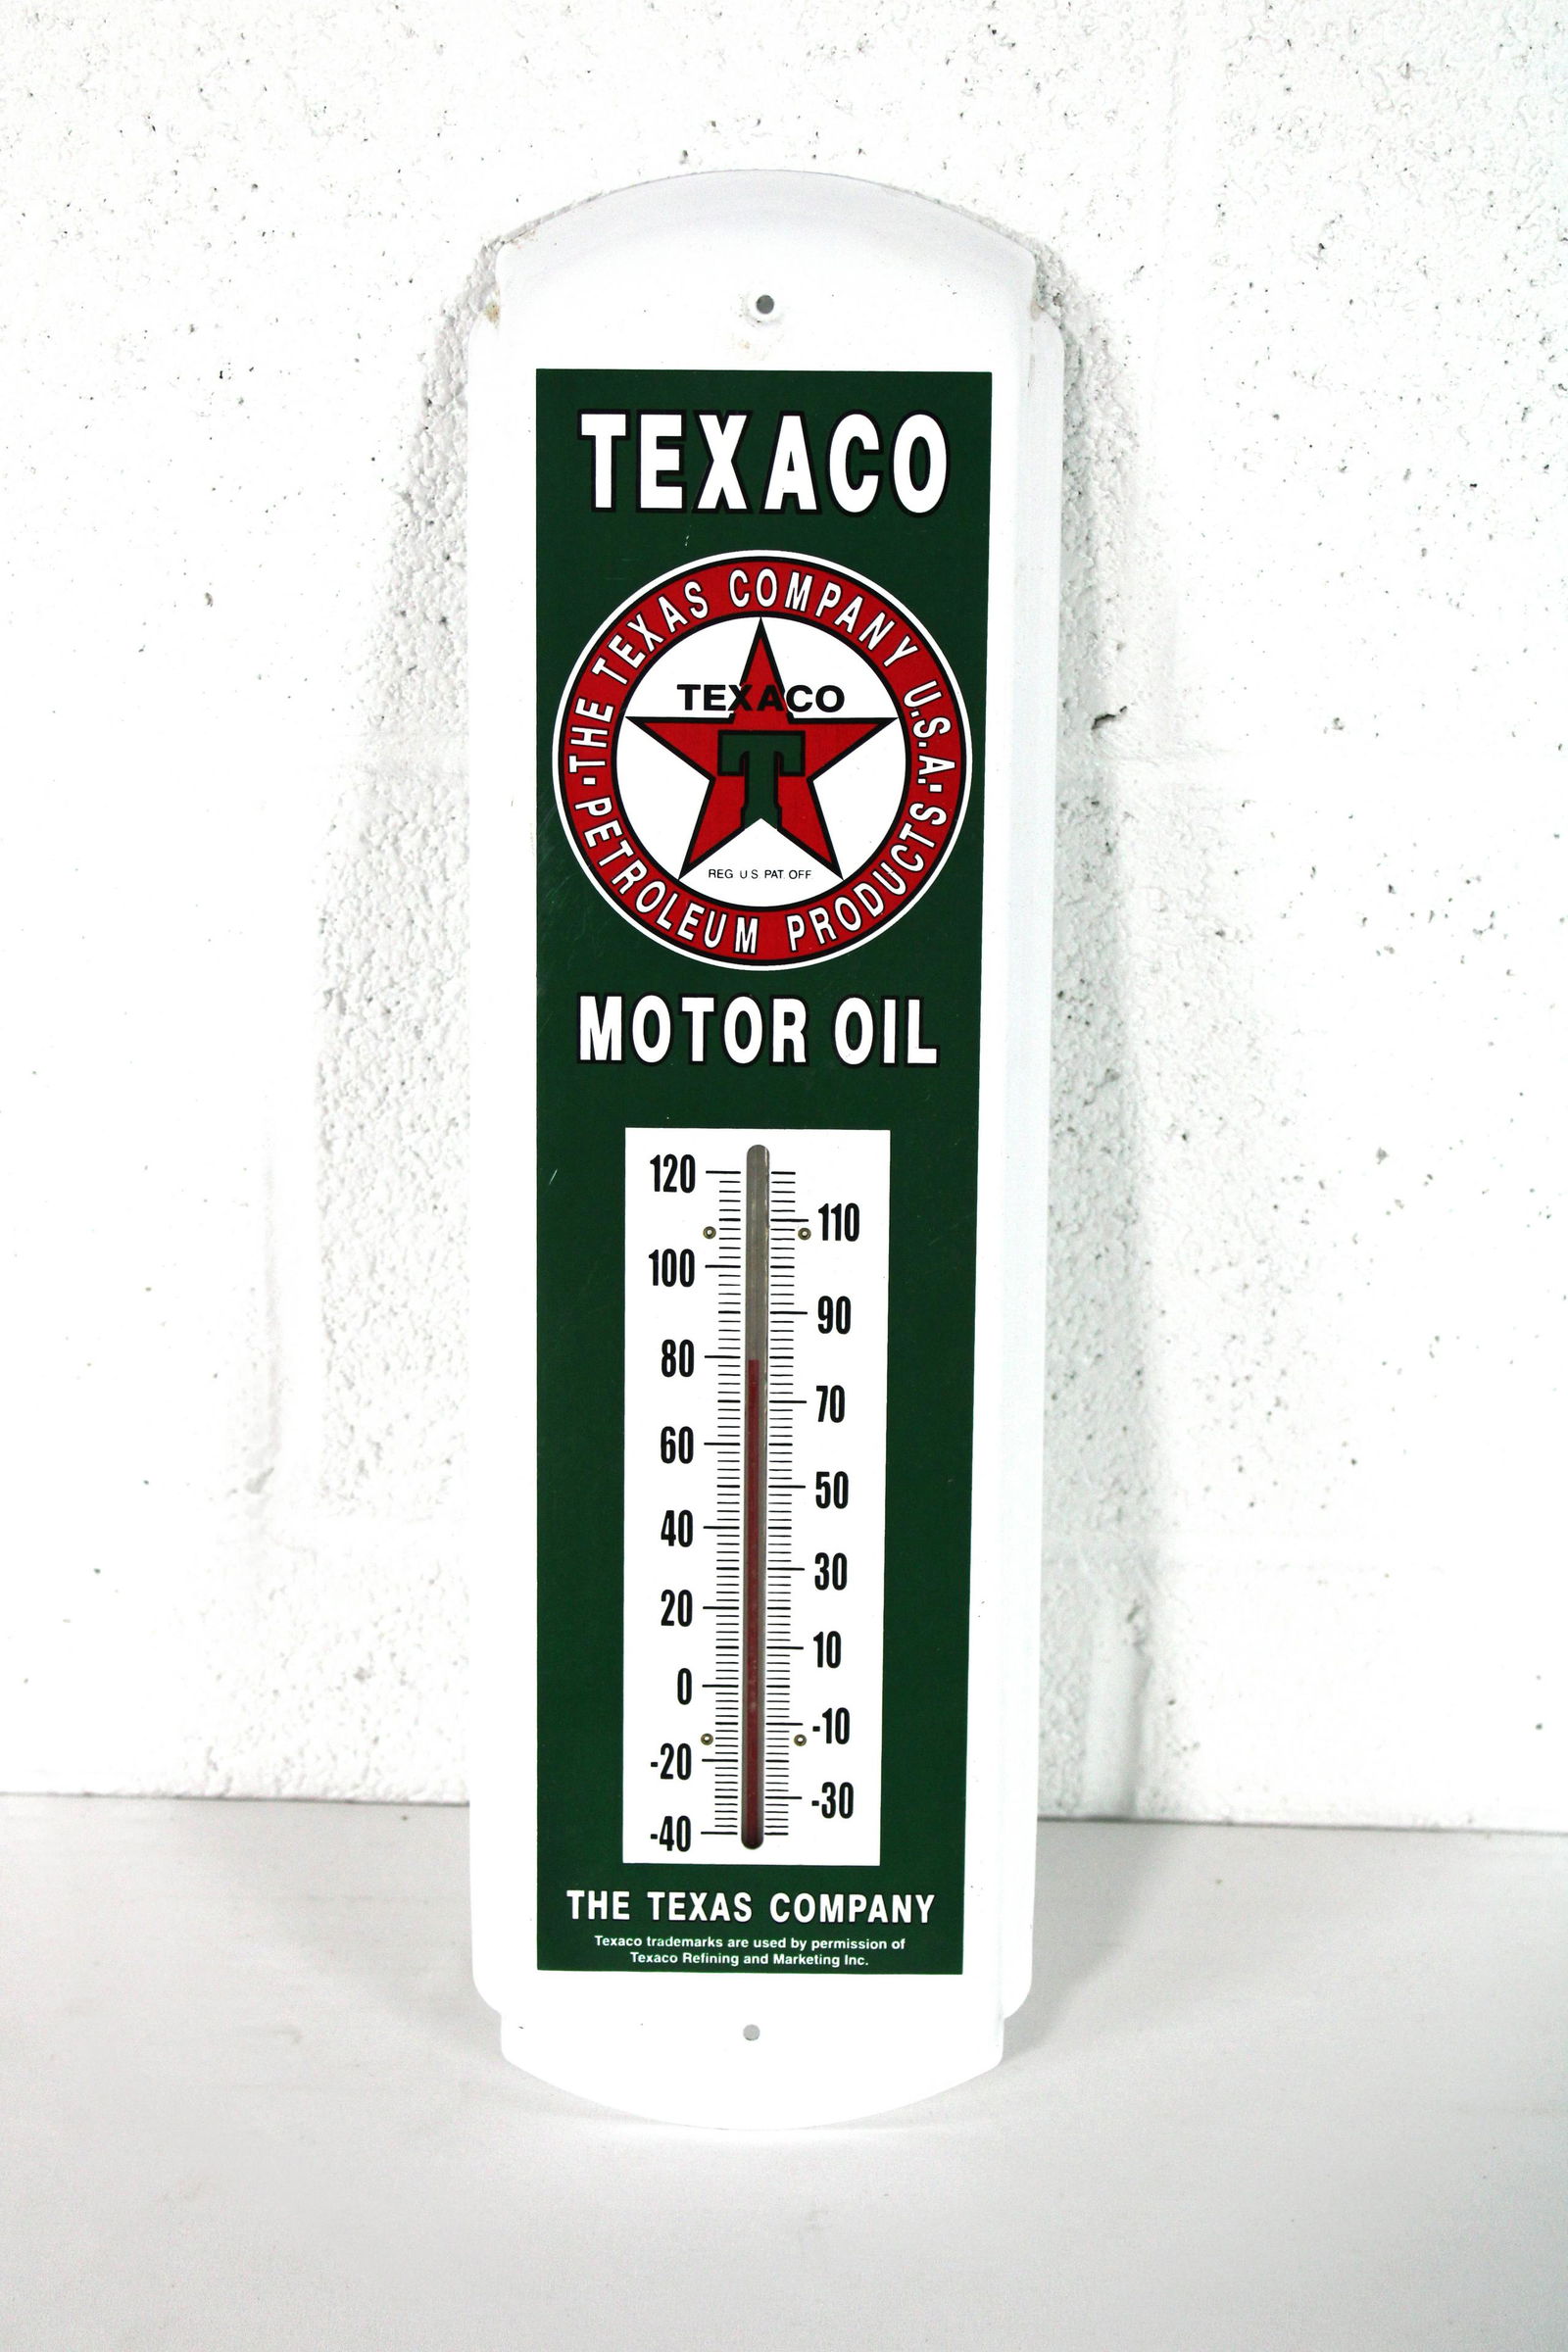 TEXACO
THE TEXAS COMPANY U.S.A.
TEXACO
T
REG U S PAT. OFF
PETROLEUM PRODUCTS
MOTOR OIL
120
110
100
90
80
70
60
50
40
30
20
10
0
-10
-20
-30
-40
THE TEXAS COMPANY
Texaco trademarks are used by permission of
Texaco Refining and Marketing Inc.